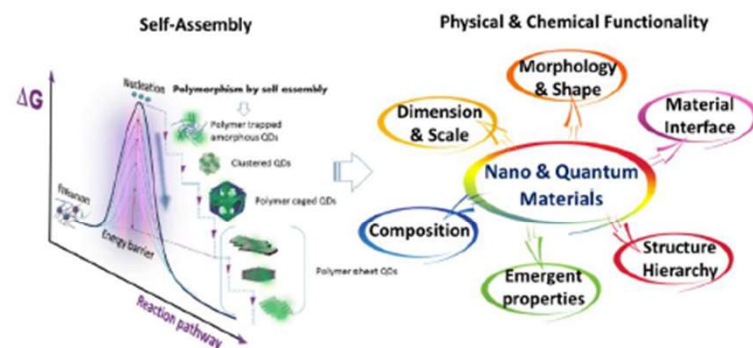 Self-Assembly
Physical & Chemical Functionality
ΔG
Nucleation
Polymorphism by self assembly
Polymer trapped
amorphous QDs
Clustered QDs
Polymer caged QDs
Polymer sheet QDs
Energy barrier
Reaction pathway
Morphology
& Shape
Dimension
& Scale
Material
Interface
Nano & Quantum
Materials
Composition
Structure
Hierarchy
Emergent
properties